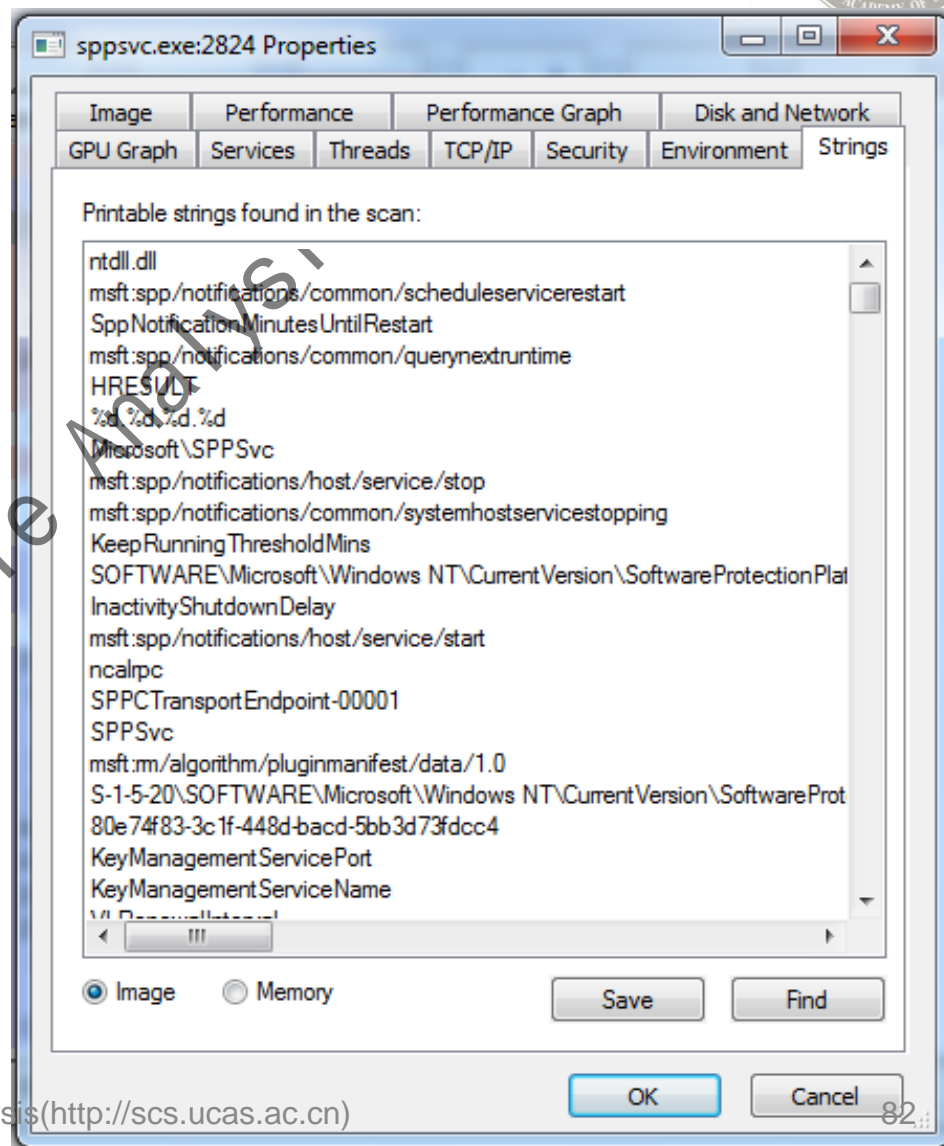 ACADEMY OF
sppsvc.exe:2824 Properties
Image Performance Performance Graph Disk and Network
GPU Graph Services Threads TCP/IP Security Environment Strings
Printable strings found in the scan:
ntdll.dll
msft:spp/notifications/common/scheduleservicerestart
SppNotificationMinutesUntilRestart
msft:spp/notifications/common/querynextruntime
HRESULT
%d.%d.%d.%d
Microsoft\SPPSvc
msft:spp/notifications/host/service/stop
msft:spp/notifications/common/systemhostservicestopping
KeepRunningThresholdMins
SOFTWARE\Microsoft\Windows NT\CurrentVersion\SoftwareProtectionPlat
InactivityShutdownDelay
msft:spp/notifications/host/service/start
ncalrpc
SPPCTransportEndpoint-00001
SPPSvc
msft:rm/algorithm/pluginmanifest/data/1.0
S-1-5-20\SOFTWARE\Microsoft\Windows NT\CurrentVersion\SoftwareProt
80e74f83-3c1f-448d-bacd-5bb3d73fdcc4
KeyManagementServicePort
KeyManagementServiceName
Image Memory Save Find
OK Cancel
sis(http://scs.ucas.ac.cn) 82
e Analysi